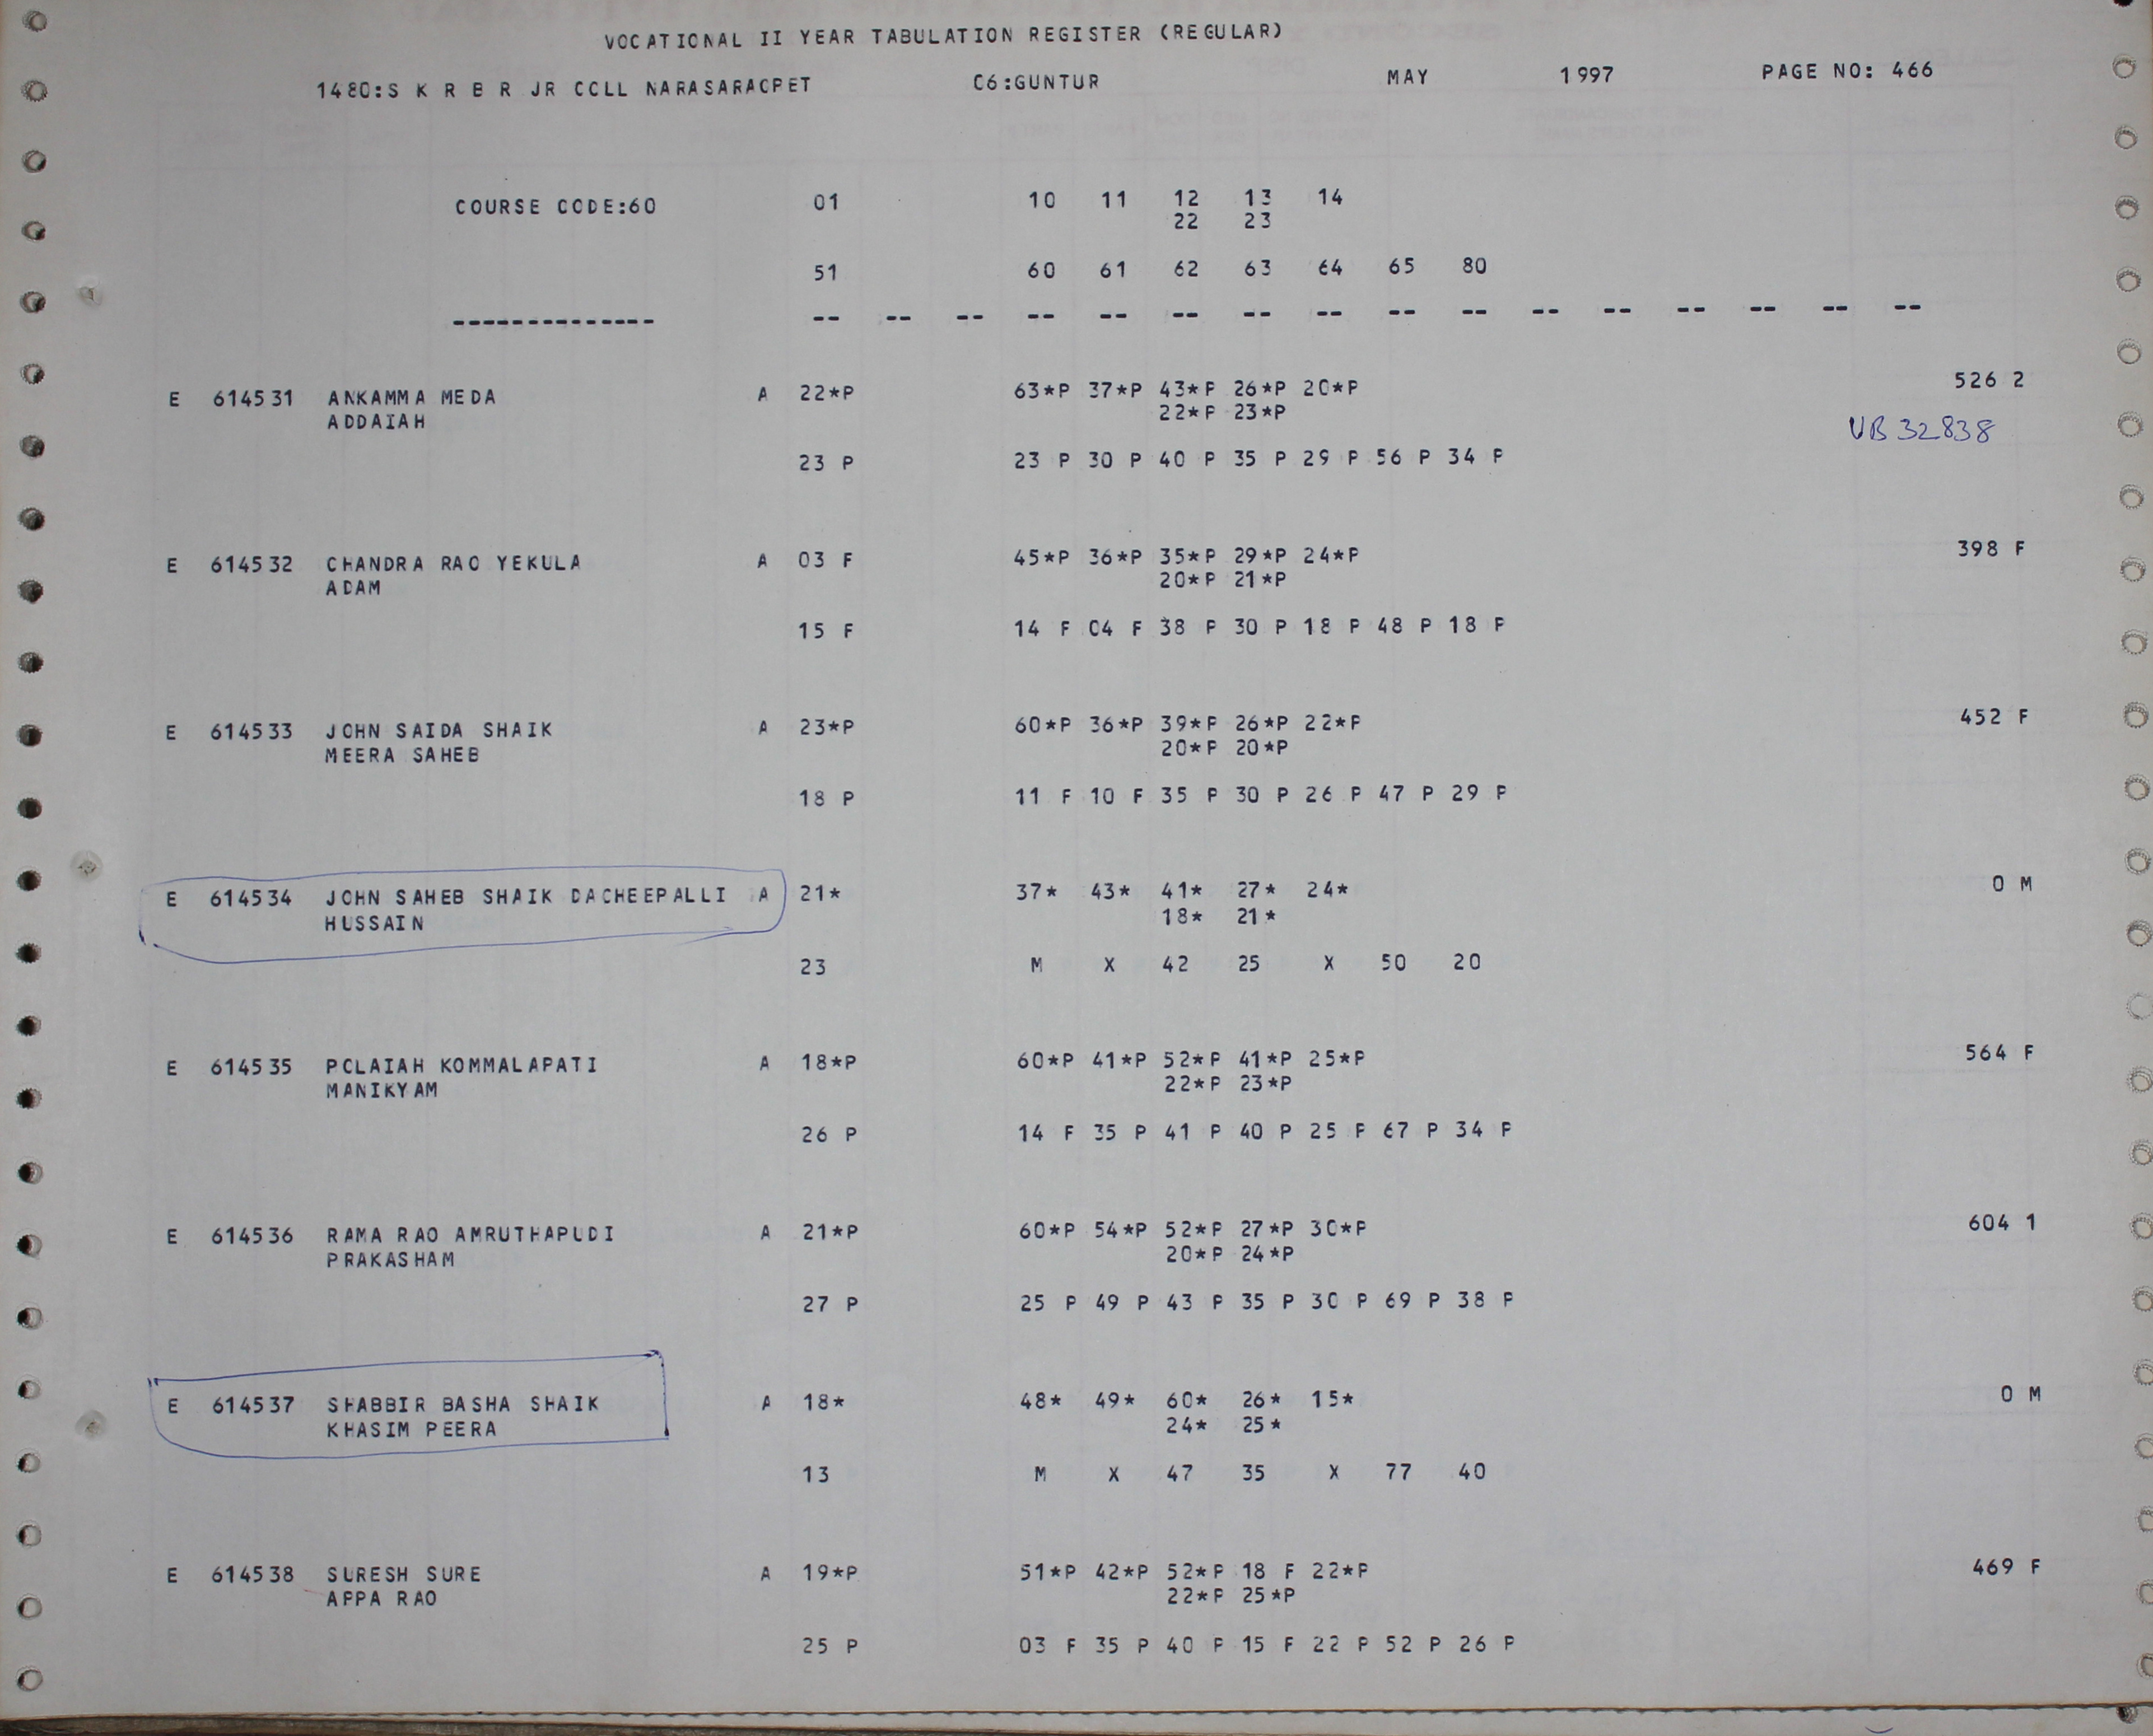 VOCATIONAL II YEAR TABULATION REGISTER (REGULAR)
1480:S K R B R JR CCLL NARASARACPET C6:GUNTUR MAY 1997 PAGE NO: 466
COURSE CODE:60 01 10 11 12 13 14
22 23
51 60 61 62 63 64 65 80
-------------- -- -- -- -- -- -- -- -- -- -- -- -- -- -- -- --
E 614531 ANKAMMA MEDA A 22*P 63*P 37*P 43*P 26*P 20*P 526 2
ADDAIAH 22*P 23*P
UB 32838
23 P 23 P 30 P 40 P 35 P 29 P 56 P 34 P
E 614532 CHANDRA RAO YEKULA A 03 F 45*P 36*P 35*P 29*P 24*P 398 F
ADAM 20*P 21*P
15 F 14 F 04 F 38 P 30 P 18 P 48 P 18 P
E 614533 JOHN SAIDA SHAIK A 23*P 60*P 36*P 39*P 26*P 22*P 452 F
MEERA SAHEB 20*P 20*P
18 P 11 F 10 F 35 P 30 P 26 P 47 P 29 P
E 614534 JOHN SAHEB SHAIK DACHEEPALLI A 21* 37* 43* 41* 27* 24* 0 M
HUSSAIN 18* 21*
23 M X 42 25 X 50 20
E 614535 PCLAIAH KOMMALAPATI A 18*P 60*P 41*P 52*P 41*P 25*P 564 F
MANIKYAM 22*P 23*P
26 P 14 F 35 P 41 P 40 P 25 P 67 P 34 P
E 614536 RAMA RAO AMRUTHAPUDI A 21*P 60*P 54*P 52*P 27*P 30*P 604 1
PRAKASHAM 20*P 24*P
27 P 25 P 49 P 43 P 35 P 30 P 69 P 38 P
E 614537 SHABBIR BASHA SHAIK A 18* 48* 49* 60* 26* 15* 0 M
KHASIM PEERA 24* 25*
13 M X 47 35 X 77 40
E 614538 SURESH SURE A 19*P 51*P 42*P 52*P 18 F 22*P 469 F
APPA RAO 22*P 25*P
25 P 03 F 35 P 40 P 15 F 22 P 52 P 26 P